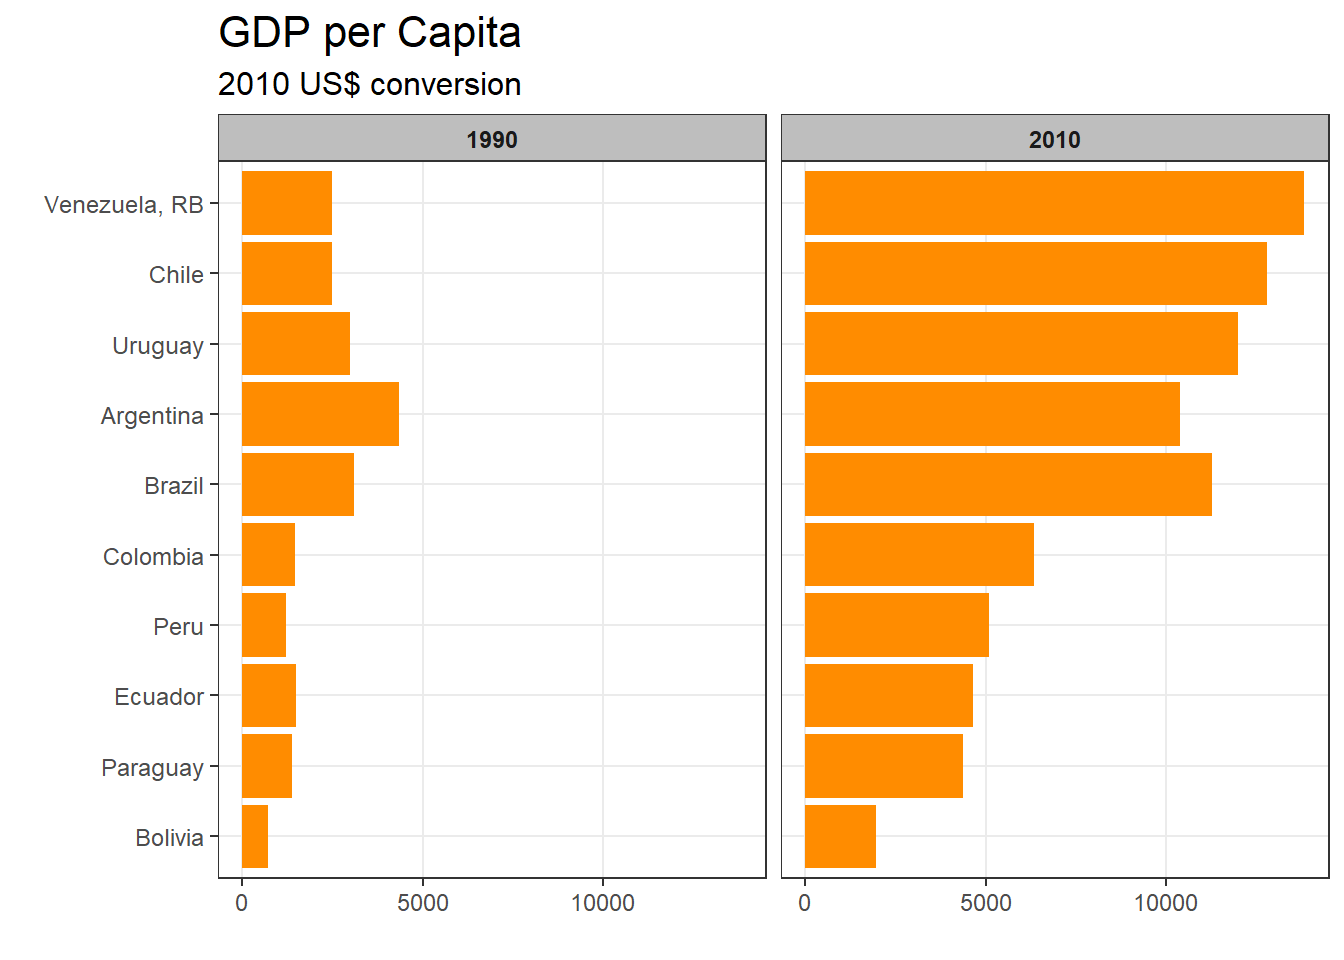 GDP per Capita
2010 US$ conversion
1990
2010
Venezuela, RB
Chile
Uruguay
Argentina
Brazil
Colombia
Peru
Ecuador
Paraguay
Bolivia
0 5000 10000
0 5000 10000